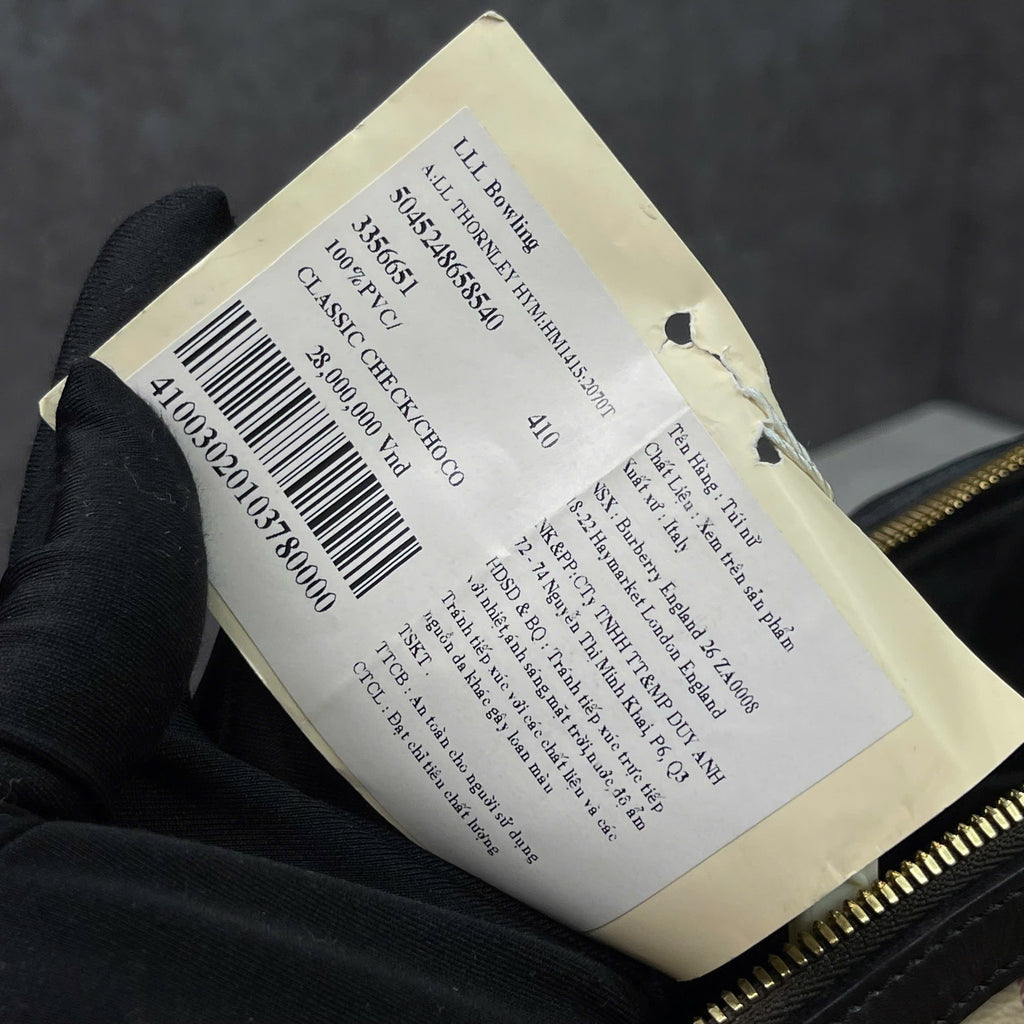 LLL Bowling
A:LL THORNLEY HYM:HM1415:2070T
5045248658540
3356651
410
100%PVC/
CLASSIC CHECK/CHOCO
28,000,000 Vnd
41003020103780000
Tên Hàng : Túi nữ
Chất Liệu : Xem trên sản phẩm
Xuất xứ : Italy
NSX : Burberry England 26 ZA0008
18-22 Haymarket London England
NK&PP:CTy TNHH TT&MP DUY ANH
72 - 74 Nguyễn Thị Minh Khai, P6, Q3
HDSD & BQ : Tránh tiếp xúc trực tiếp
với nhiệt,ánh sáng,mặt trời,nước, độ ẩm
Tránh tiếp xúc với các chất liệu và các
nguồn da khác gây loan màu
TSKT :
TTCB : An toàn cho người sử dụng
CTCL : Đạt chỉ tiêu chất lượng